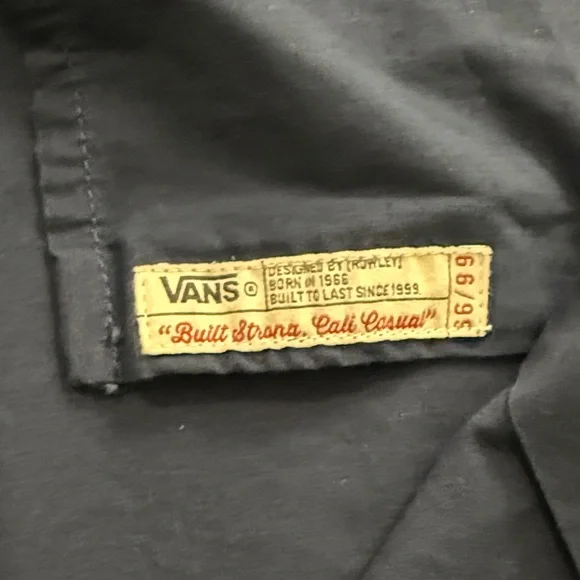 VANS®
DESIGNED BY [ROWLEY]
BORN IN 1966
BUILT TO LAST SINCE 1999
"Built Strong. Cali Casual"
66/99